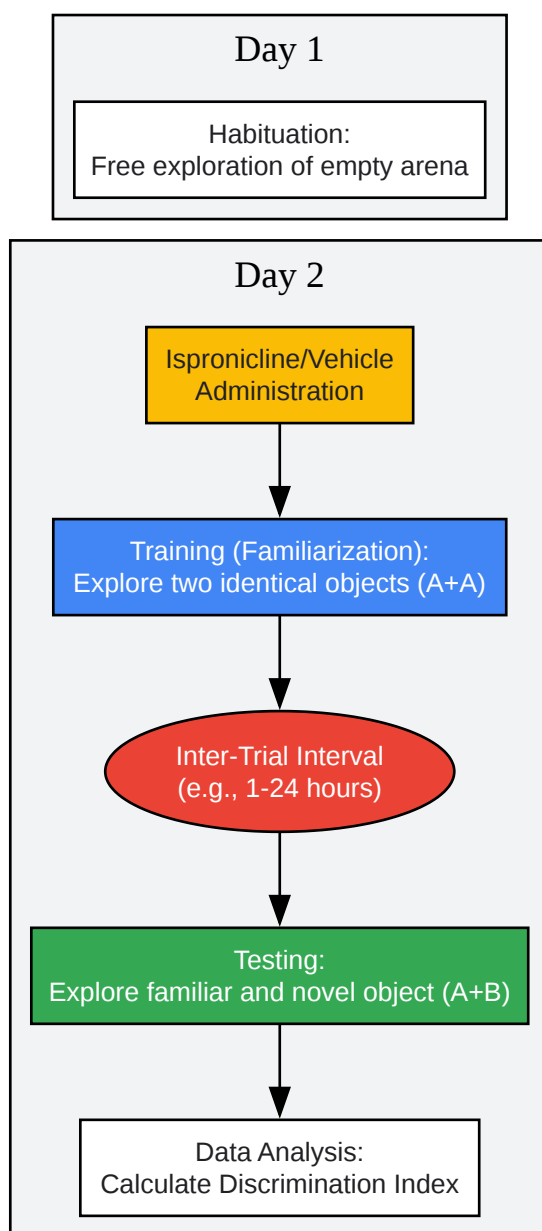 Day 1
Habituation:
Free exploration of empty arena
Day 2
Ispronicline/Vehicle
Administration
Training (Familiarization):
Explore two identical objects (A+A)
Inter-Trial Interval
(e.g., 1-24 hours)
Testing:
Explore familiar and novel object (A+B)
Data Analysis:
Calculate Discrimination Index